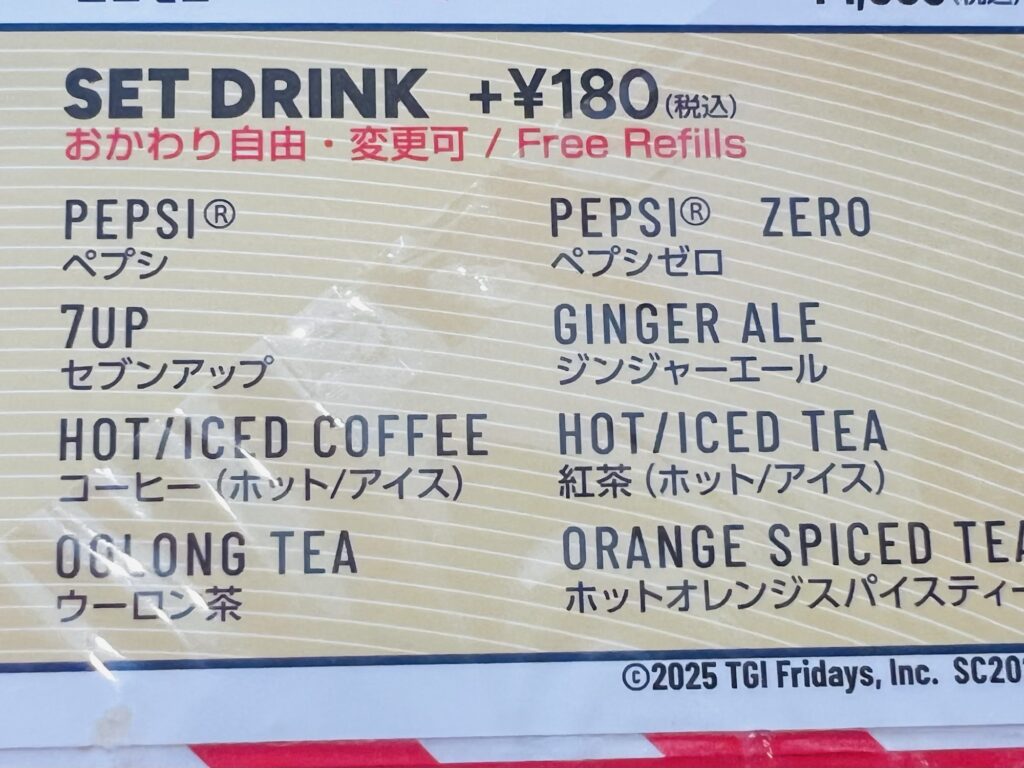 SET DRINK +¥180(税込)
おかわり自由・変更可 / Free Refills
PEPSI® PEPSI® ZERO
ペプシ ペプシゼロ
7UP GINGER ALE
セブンアップ ジンジャーエール
HOT/ICED COFFEE HOT/ICED TEA
コーヒー(ホット/アイス) 紅茶(ホット/アイス)
OOLONG TEA ORANGE SPICED TEA
ウーロン茶 ホットオレンジスパイスティー
©2025 TGI Fridays, Inc.